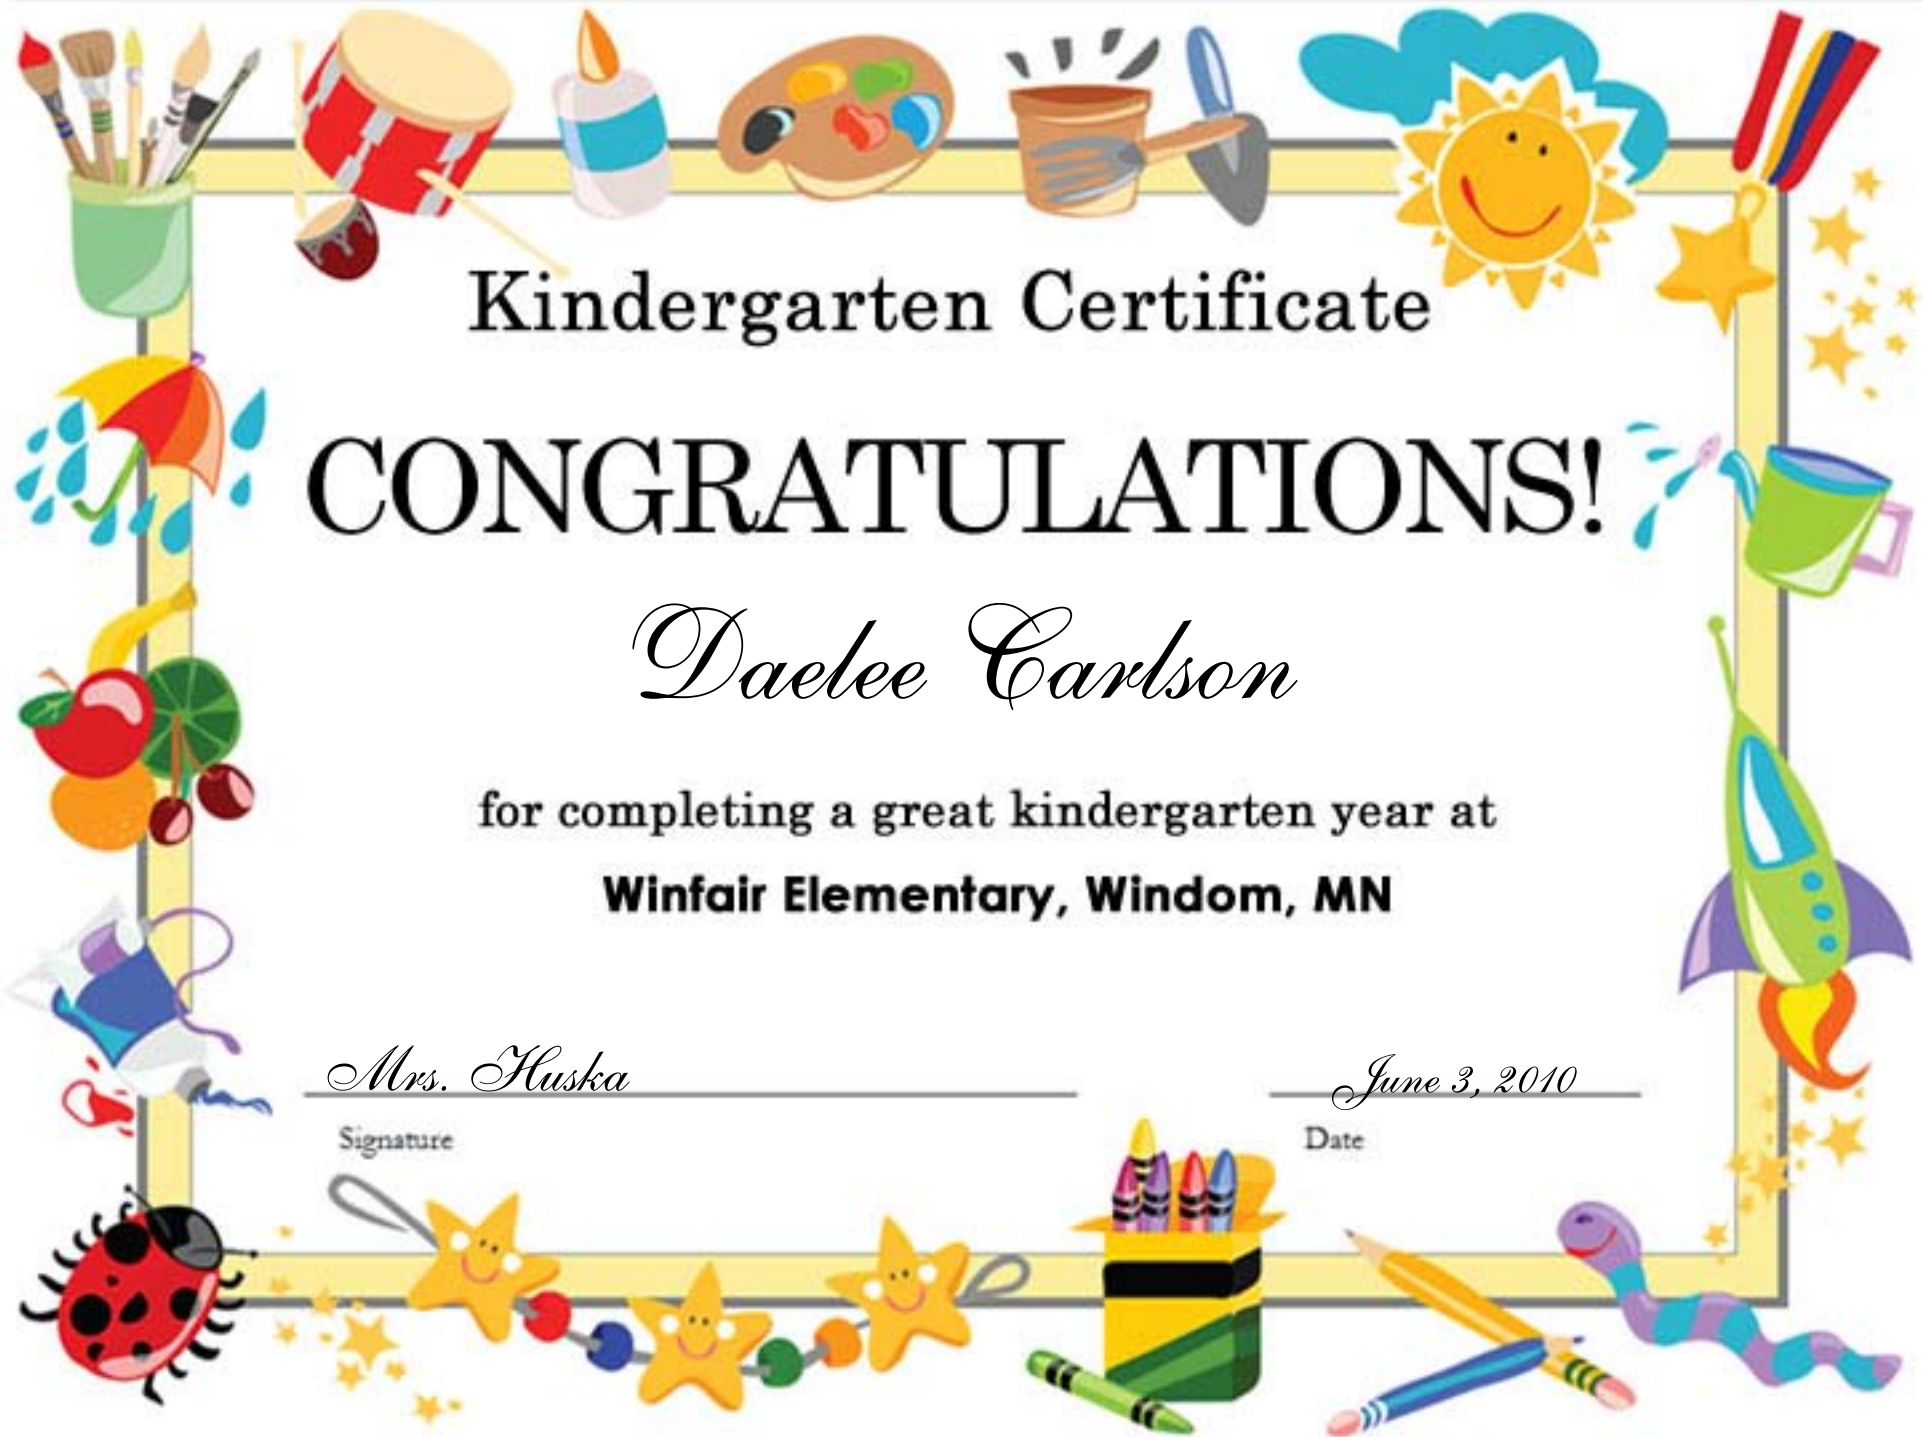 Kindergarten Certificate
CONGRATULATIONS!
Daelee Carlson
for completing a great kindergarten year at
Winfair Elementary, Windom, MN
Mrs. Huska June 3, 2010
Signature Date